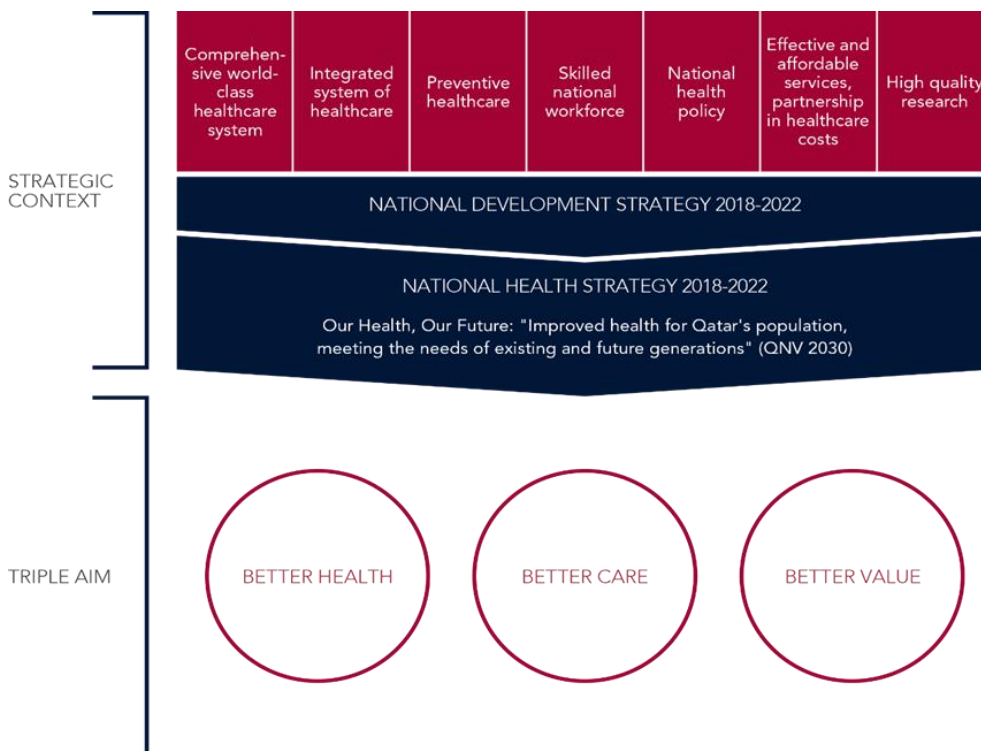 Comprehen-
sive world-
class
healthcare
system
Integrated
system of
healthcare
Preventive
healthcare
Skilled
national
workforce
National
health
policy
Effective and
affordable
services,
partnership
in healthcare
costs
High quality
research
STRATEGIC
CONTEXT
NATIONAL DEVELOPMENT STRATEGY 2018-2022
NATIONAL HEALTH STRATEGY 2018-2022
Our Health, Our Future: "Improved health for Qatar's population,
meeting the needs of existing and future generations" (QNV 2030)
TRIPLE AIM
BETTER HEALTH
BETTER CARE
BETTER VALUE